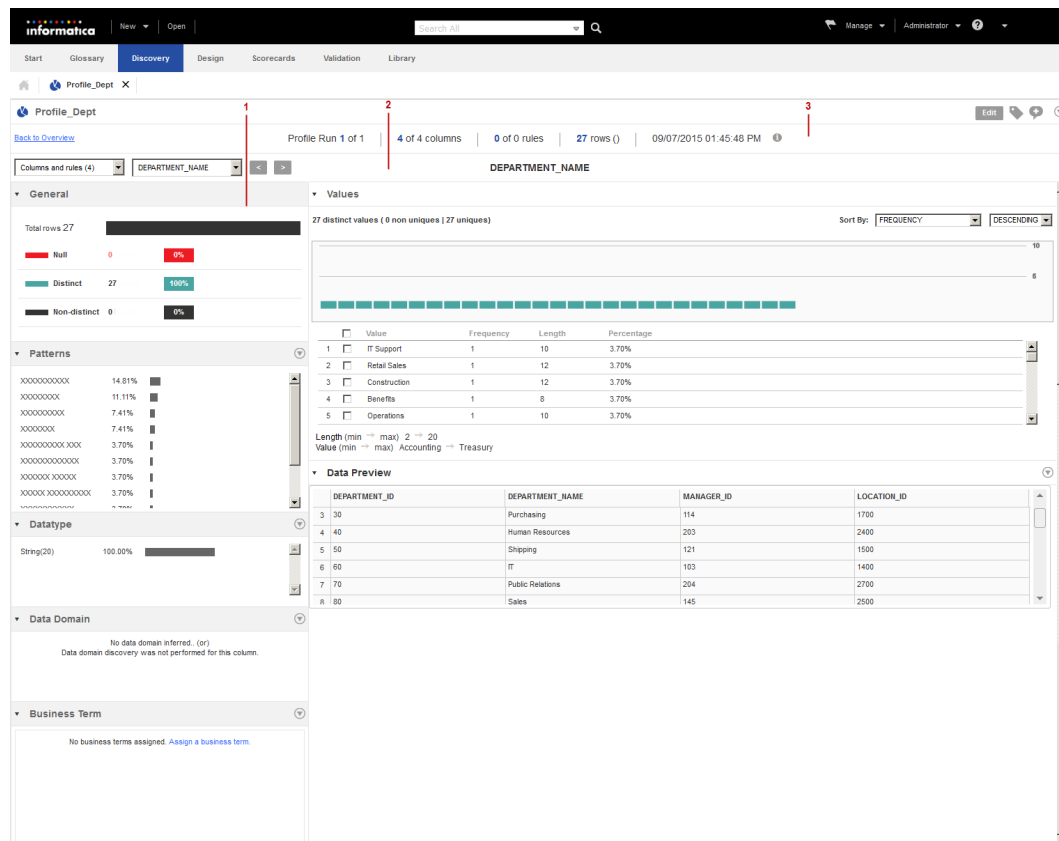 informatica New Open Search All Manage Administrator ?
Start Glossary Discovery Design Scorecards Validation Library
Profile_Dept X
Profile_Dept 1 2 3 Edit
Back to Overview Profile Run 1 of 1 4 of 4 columns 0 of 0 rules 27 rows () 09/07/2015 01:45:48 PM
Columns and rules (4) DEPARTMENT_NAME < > DEPARTMENT_NAME
General
Total rows 27
Null 0 0%
Distinct 27 100%
Non-distinct 0 0%
Patterns
XXXXXXXXXX 14.81%
XXXXXXXX 11.11%
XXXXXXXXX 7.41%
XXXXXXX 7.41%
XXXXXXXXX XXX 3.70%
XXXXXXXXXXXX 3.70%
XXXXXX XXXXX 3.70%
XXXXX XXXXXXXXX 3.70%
Datatype
String(20) 100.00%
Data Domain
No data domain inferred.. (or)
Data domain discovery was not performed for this column.
Business Term
No business terms assigned. Assign a business term.
Values
27 distinct values ( 0 non uniques | 27 uniques) Sort By: FREQUENCY DESCENDING
10
5
Value Frequency Length Percentage
1 IT Support 1 10 3.70%
2 Retail Sales 1 12 3.70%
3 Construction 1 12 3.70%
4 Benefits 1 8 3.70%
5 Operations 1 10 3.70%
Length (min → max) 2 → 20
Value (min → max) Accounting → Treasury
Data Preview
DEPARTMENT_ID DEPARTMENT_NAME MANAGER_ID LOCATION_ID
3 30 Purchasing 114 1700
4 40 Human Resources 203 2400
5 50 Shipping 121 1500
6 60 IT 103 1400
7 70 Public Relations 204 2700
8 80 Sales 145 2500